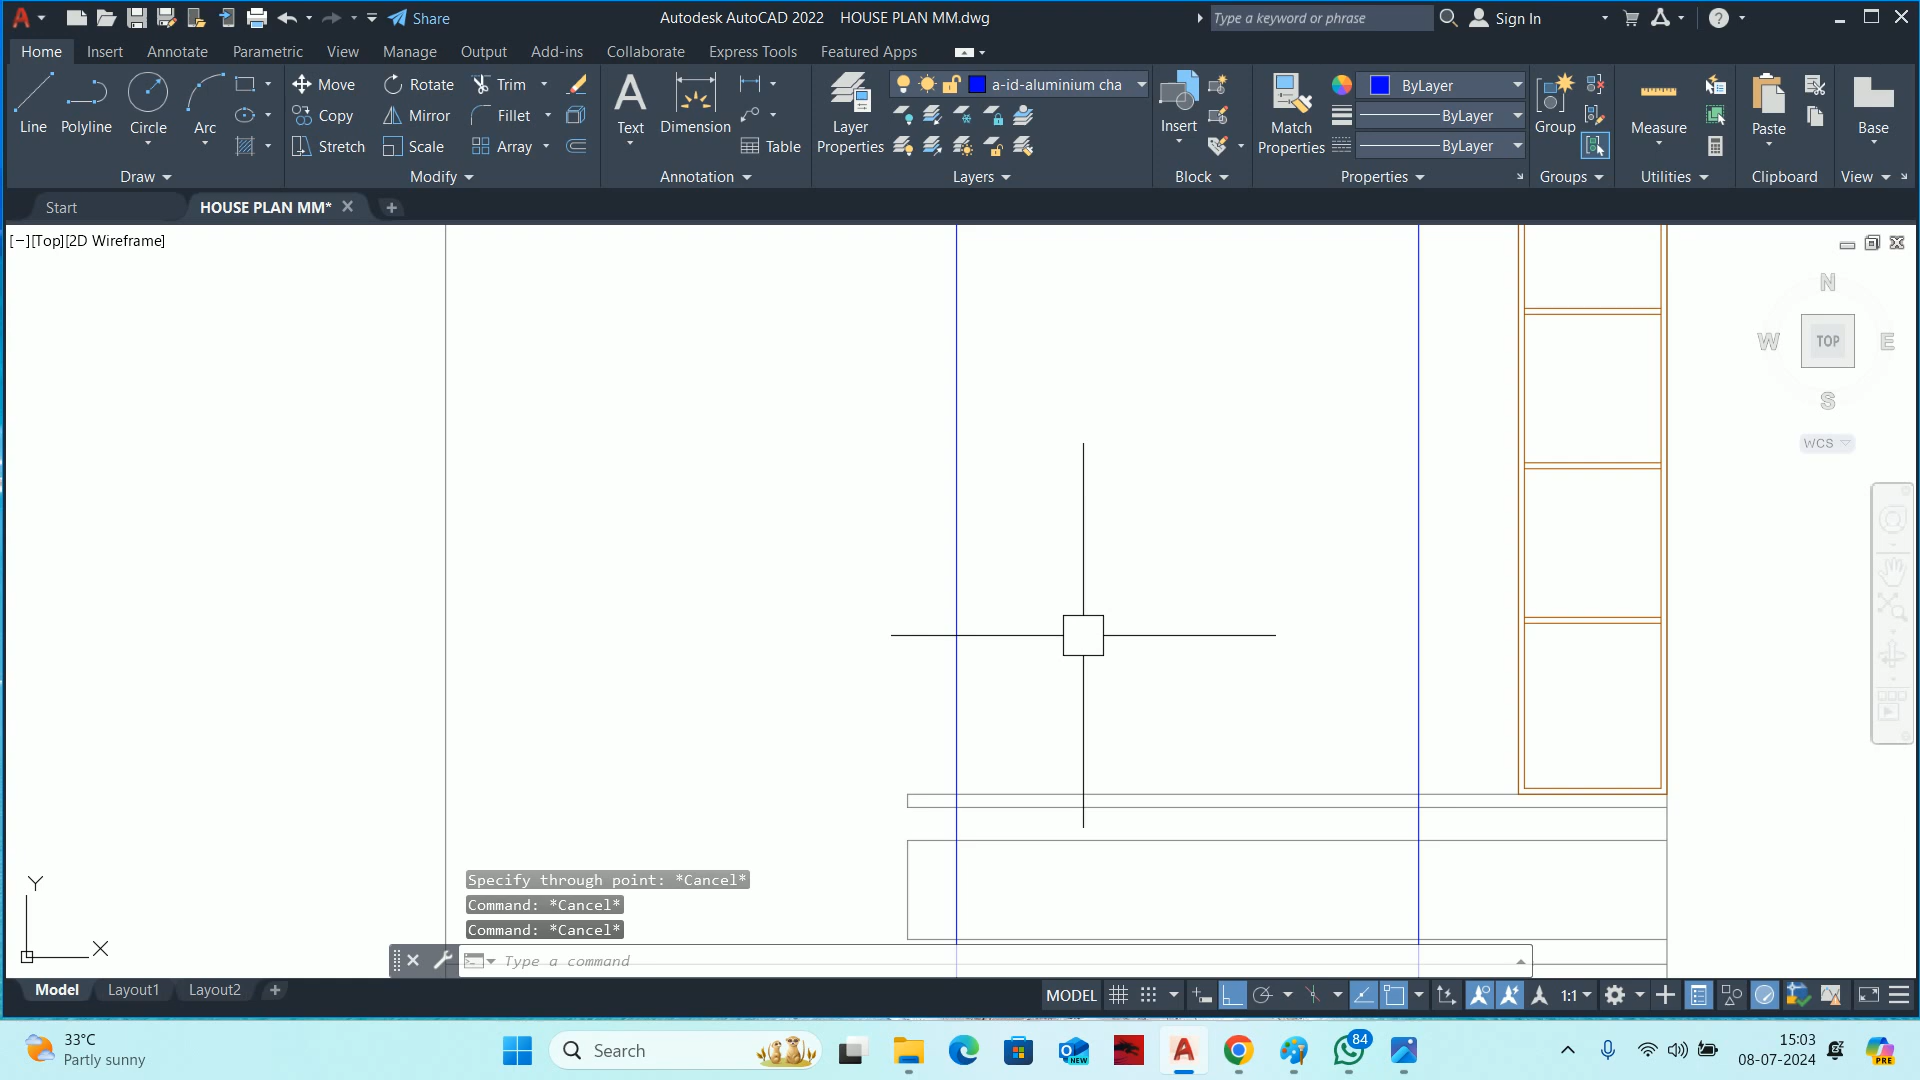 Share
Autodesk AutoCAD 2022 HOUSE PLAN MM.dwg
Type a keyword or phrase
Sign In
Home Insert Annotate Parametric View Manage Output Add-ins Collaborate Express Tools Featured Apps
Line
Polyline
Circle
Arc
Draw
Move
Copy
Stretch
Rotate
Mirror
Scale
Trim
Fillet
Array
Modify
Text
Dimension
Table
Annotation
Layer
Properties
a-id-aluminium cha
Layers
Insert
Block
Match
Properties
ByLayer
ByLayer
ByLayer
Properties
Group
Groups
Measure
Utilities
Paste
Clipboard
Base
View
Start
HOUSE PLAN MM*
[−][Top][2D Wireframe]
N
W TOP E
S
WCS
Y
X
Specify through point: *Cancel*
Command: *Cancel*
Command: *Cancel*
Type a command
Model Layout1 Layout2
MODEL
1:1
33°C
Partly sunny
Search
NEW
84
15:03
08-07-2024
PRE